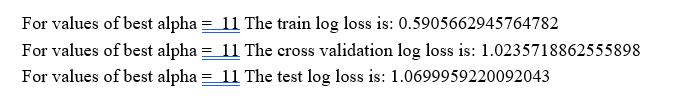 For values of best alpha =  11 The train log loss is: 0.5905662945764782
For values of best alpha =  11 The cross validation log loss is: 1.0235718862555898
For values of best alpha =  11 The test log loss is: 1.0699959220092043